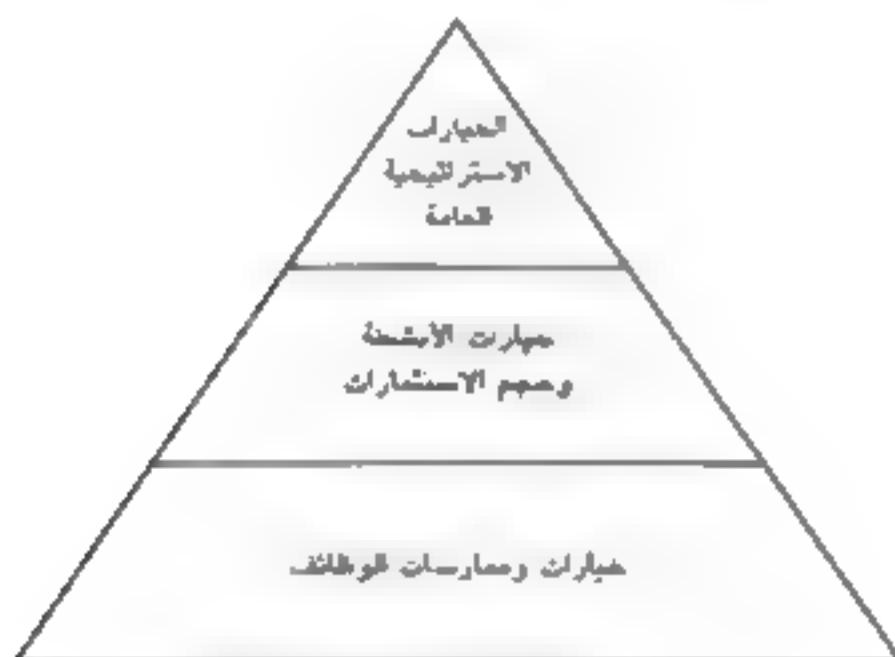 الخيارات
الاستراتيجية
العامة
خيارات الأنشطة
وحجم الاستثمارات
خيارات وممارسات الوظائف